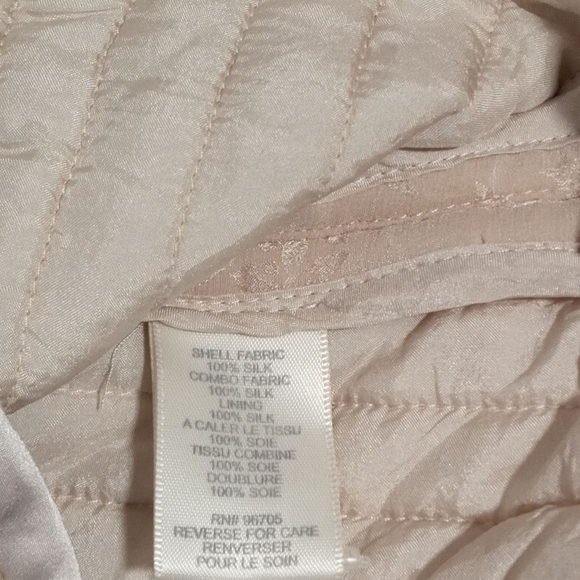 SHELL FABRIC
100% SILK
COMBO FABRIC
100% SILK
LINING
100% SILK
A CALER LE TISSU
100% SOIE
TISSU COMBINE
100% SOIE
DOUBLURE
100% SOIE
RN# 96705
REVERSE FOR CARE
RENVERSER
POUR LE SOIN